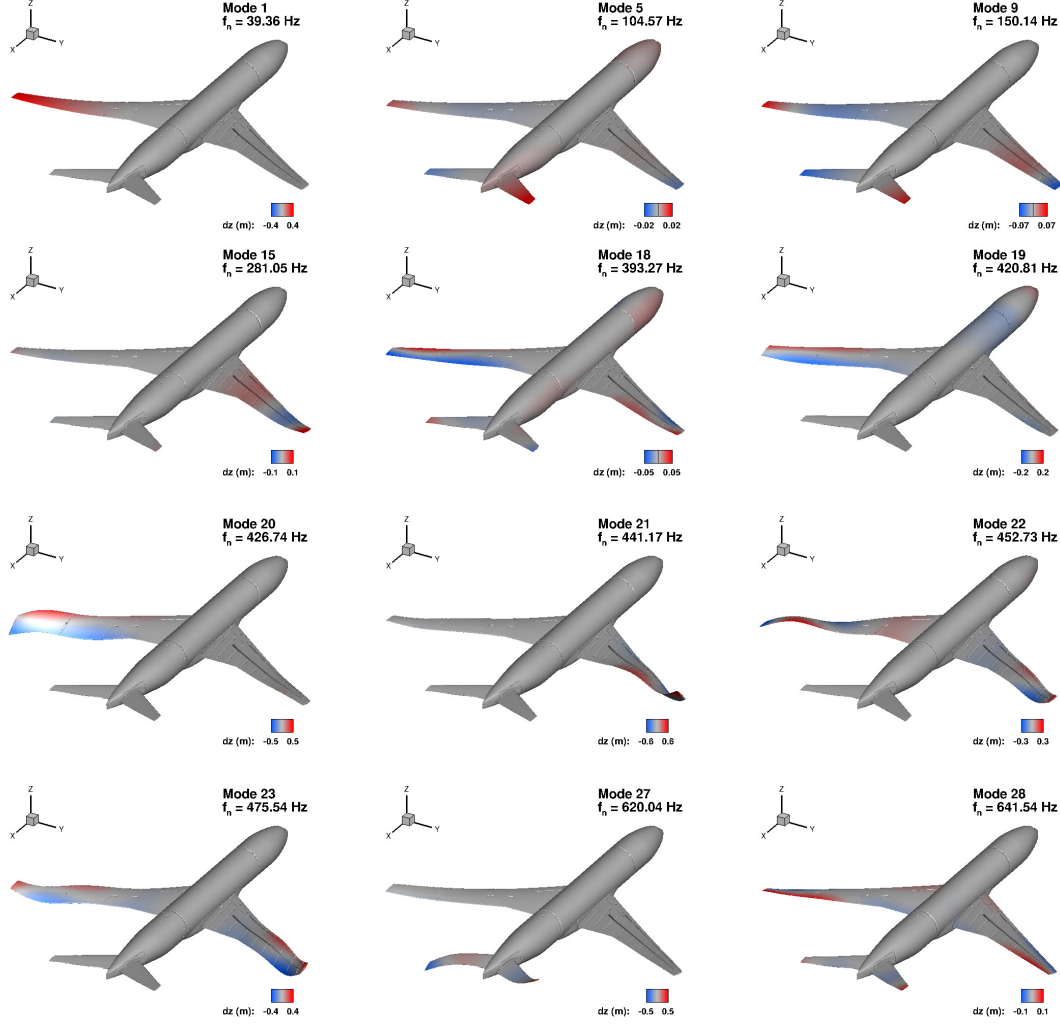 Mode 1
fn = 39.36 Hz
Z
X
Y
dz (m): -0.4 0.4
Mode 5
fn = 104.57 Hz
Z
X
Y
dz (m): -0.02 0.02
Mode 9
fn = 150.14 Hz
Z
X
Y
dz (m): -0.07 0.07
Mode 15
fn = 281.05 Hz
Z
X
Y
dz (m): -0.1 0.1
Mode 18
fn = 393.27 Hz
Z
X
Y
dz (m): -0.05 0.05
Mode 19
fn = 420.81 Hz
Z
X
Y
dz (m): -0.2 0.2
Mode 20
fn = 426.74 Hz
Z
X
Y
dz (m): -0.5 0.5
Mode 21
fn = 441.17 Hz
Z
X
Y
dz (m): -0.6 0.6
Mode 22
fn = 452.73 Hz
Z
X
Y
dz (m): -0.3 0.3
Mode 23
fn = 475.54 Hz
Z
X
Y
dz (m): -0.4 0.4
Mode 27
fn = 620.04 Hz
Z
X
Y
dz (m): -0.5 0.5
Mode 28
fn = 641.54 Hz
Z
X
Y
dz (m): -0.1 0.1